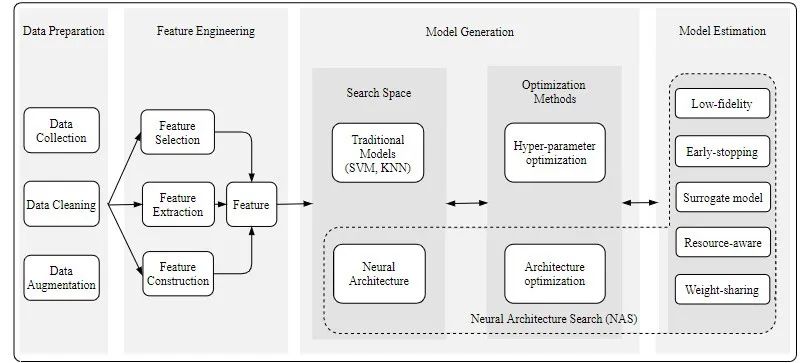 Data Preparation
Feature Engineering
Model Generation
Model Estimation
Data
Collection
Data Cleaning
Data
Augmentation
Feature
Selection
Feature
Extraction
Feature
Construction
Feature
Search Space
Traditional
Models
(SVM, KNN)
Neural
Architecture
Optimization
Methods
Hyper-parameter
optimization
Architecture
optimization
Low-fidelity
Early-stopping
Surrogate model
Resource-aware
Weight-sharing
Neural Architecture Search (NAS)